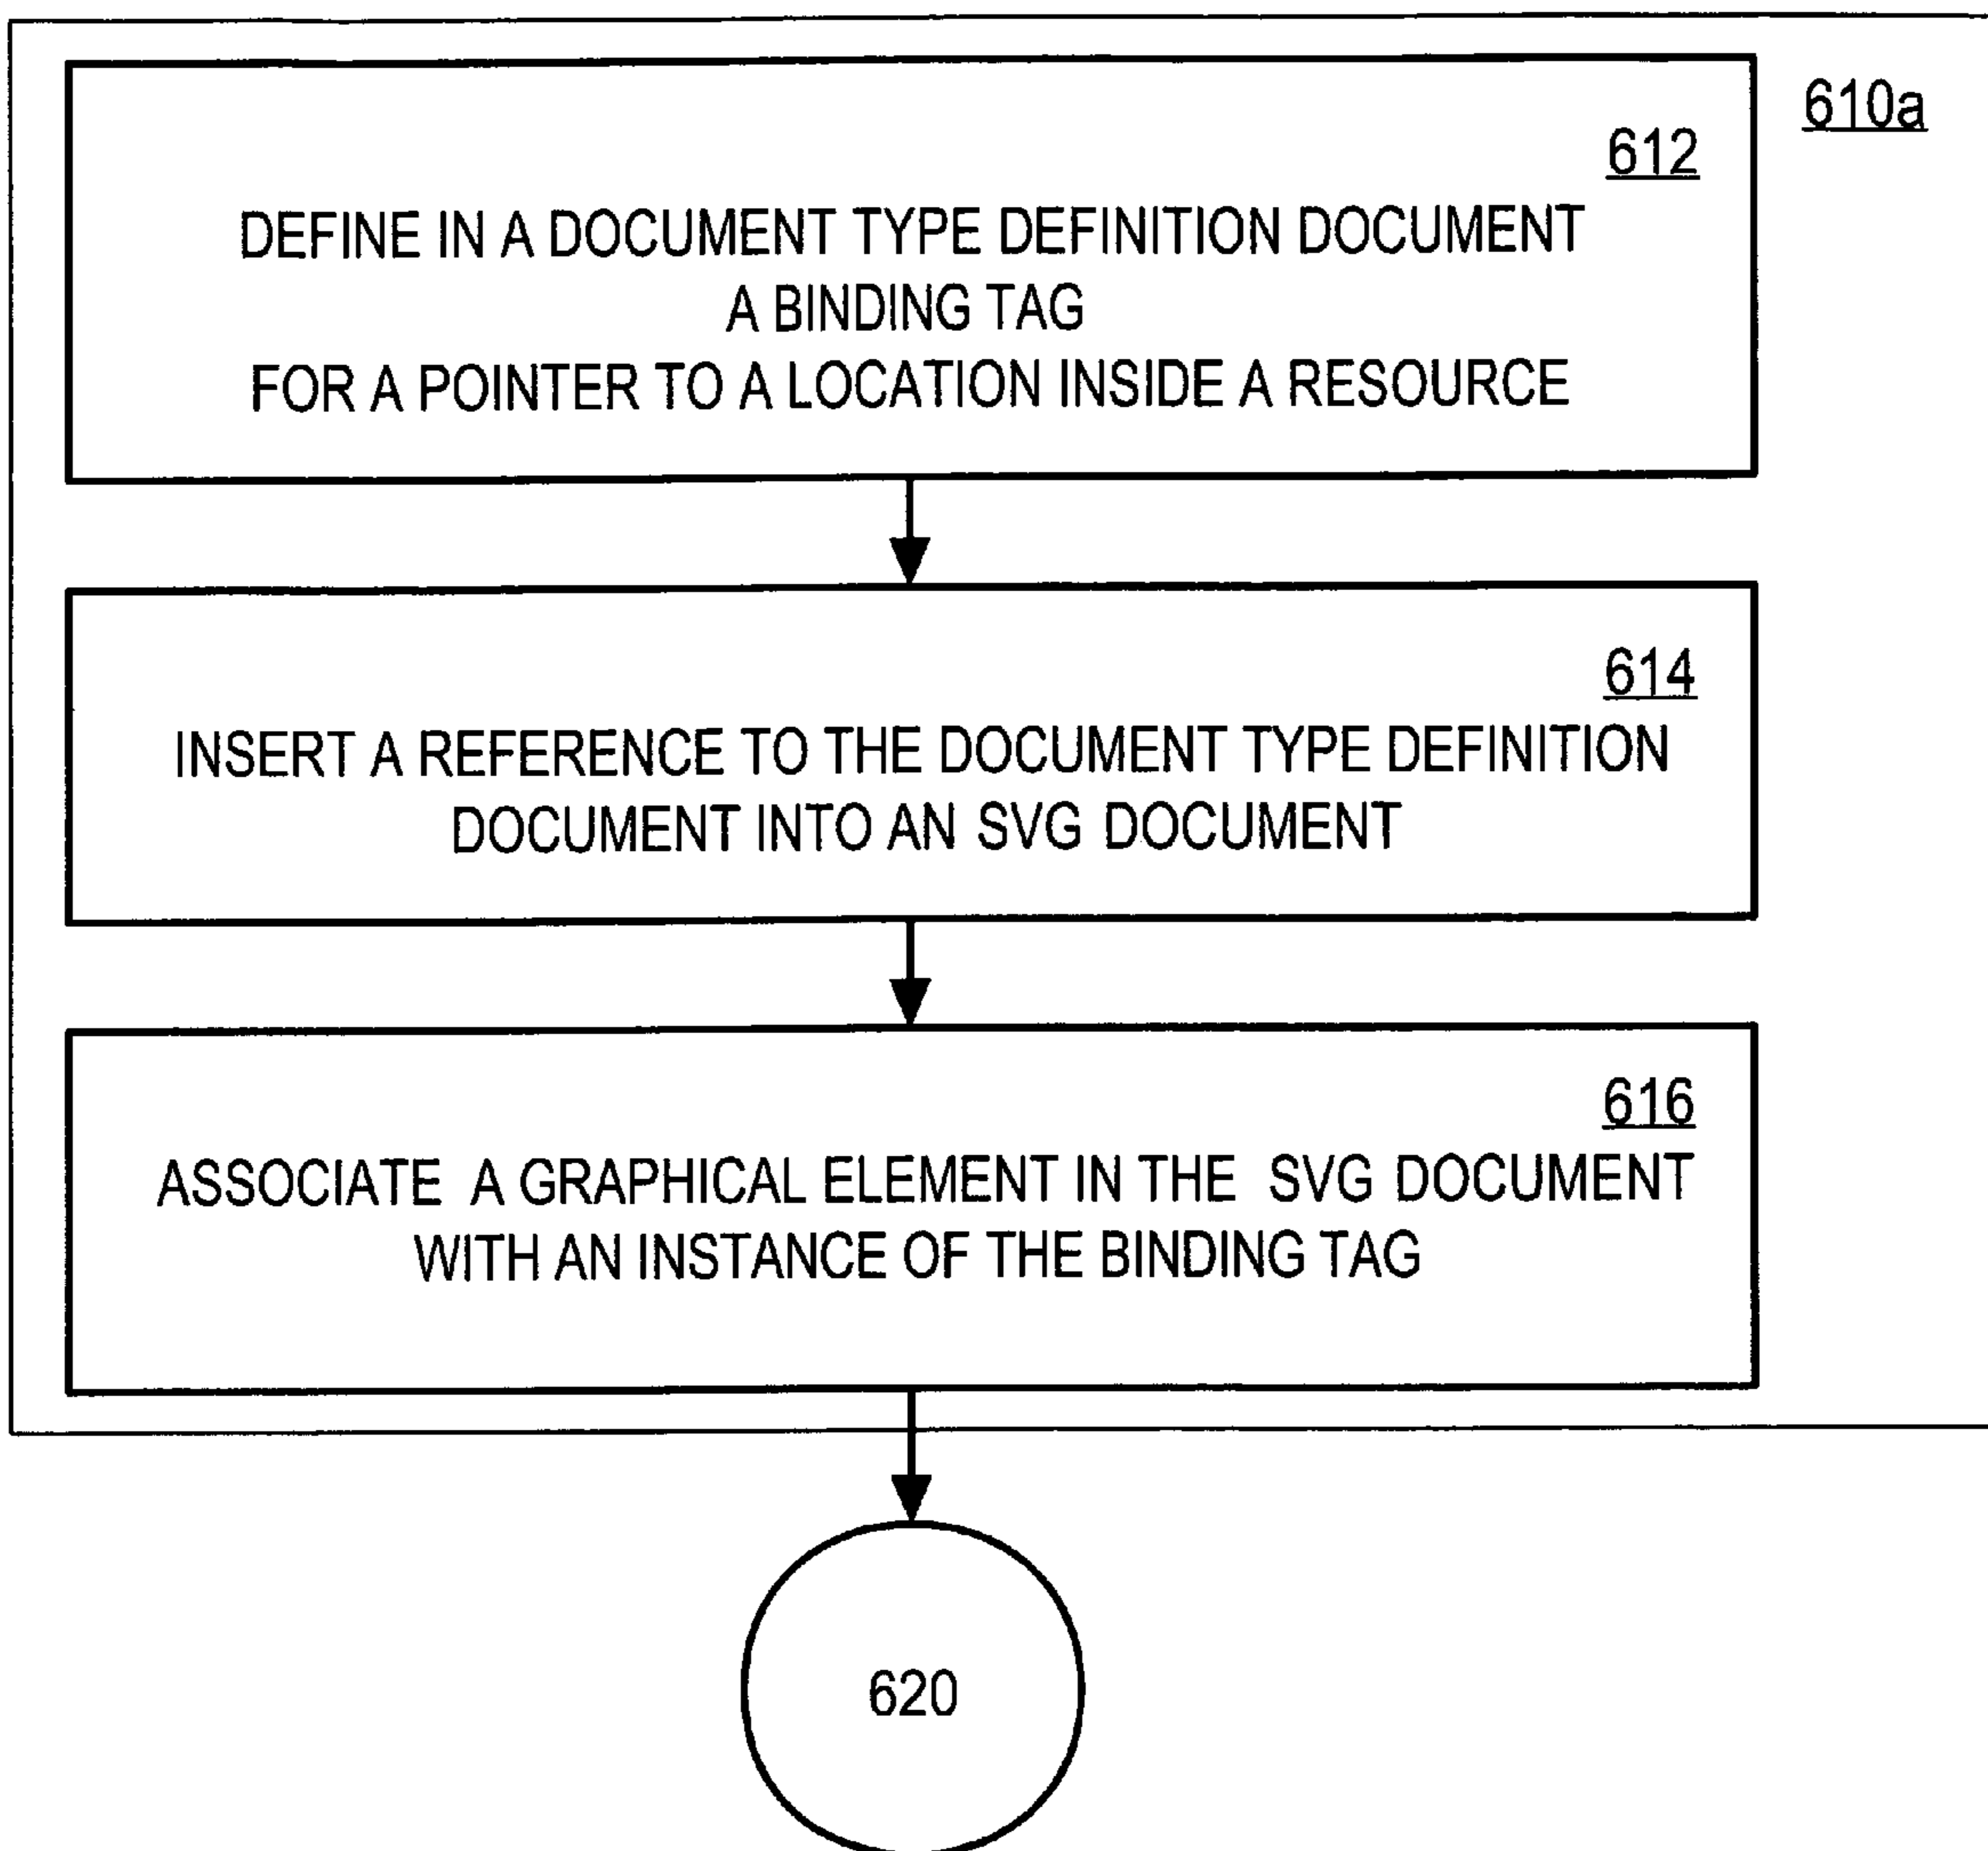 610a
612
DEFINE IN A DOCUMENT TYPE DEFINITION DOCUMENT
A BINDING TAG
FOR A POINTER TO A LOCATION INSIDE A RESOURCE
614
INSERT A REFERENCE TO THE DOCUMENT TYPE DEFINITION
DOCUMENT INTO AN SVG DOCUMENT
616
ASSOCIATE A GRAPHICAL ELEMENT IN THE SVG DOCUMENT
WITH AN INSTANCE OF THE BINDING TAG
620